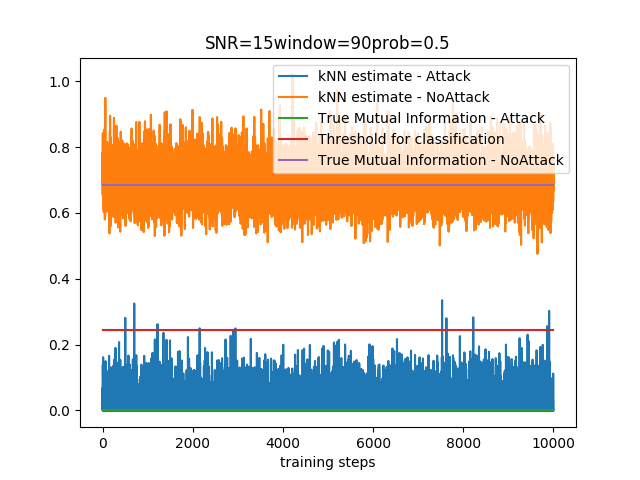 SNR=15window=90prob=0.5
kNN estimate - Attack
kNN estimate - NoAttack
True Mutual Information - Attack
Threshold for classification
True Mutual Information - NoAttack
1.0
0.8
0.6
0.4
0.2
0.0
0 2000 4000 6000 8000 10000
training steps